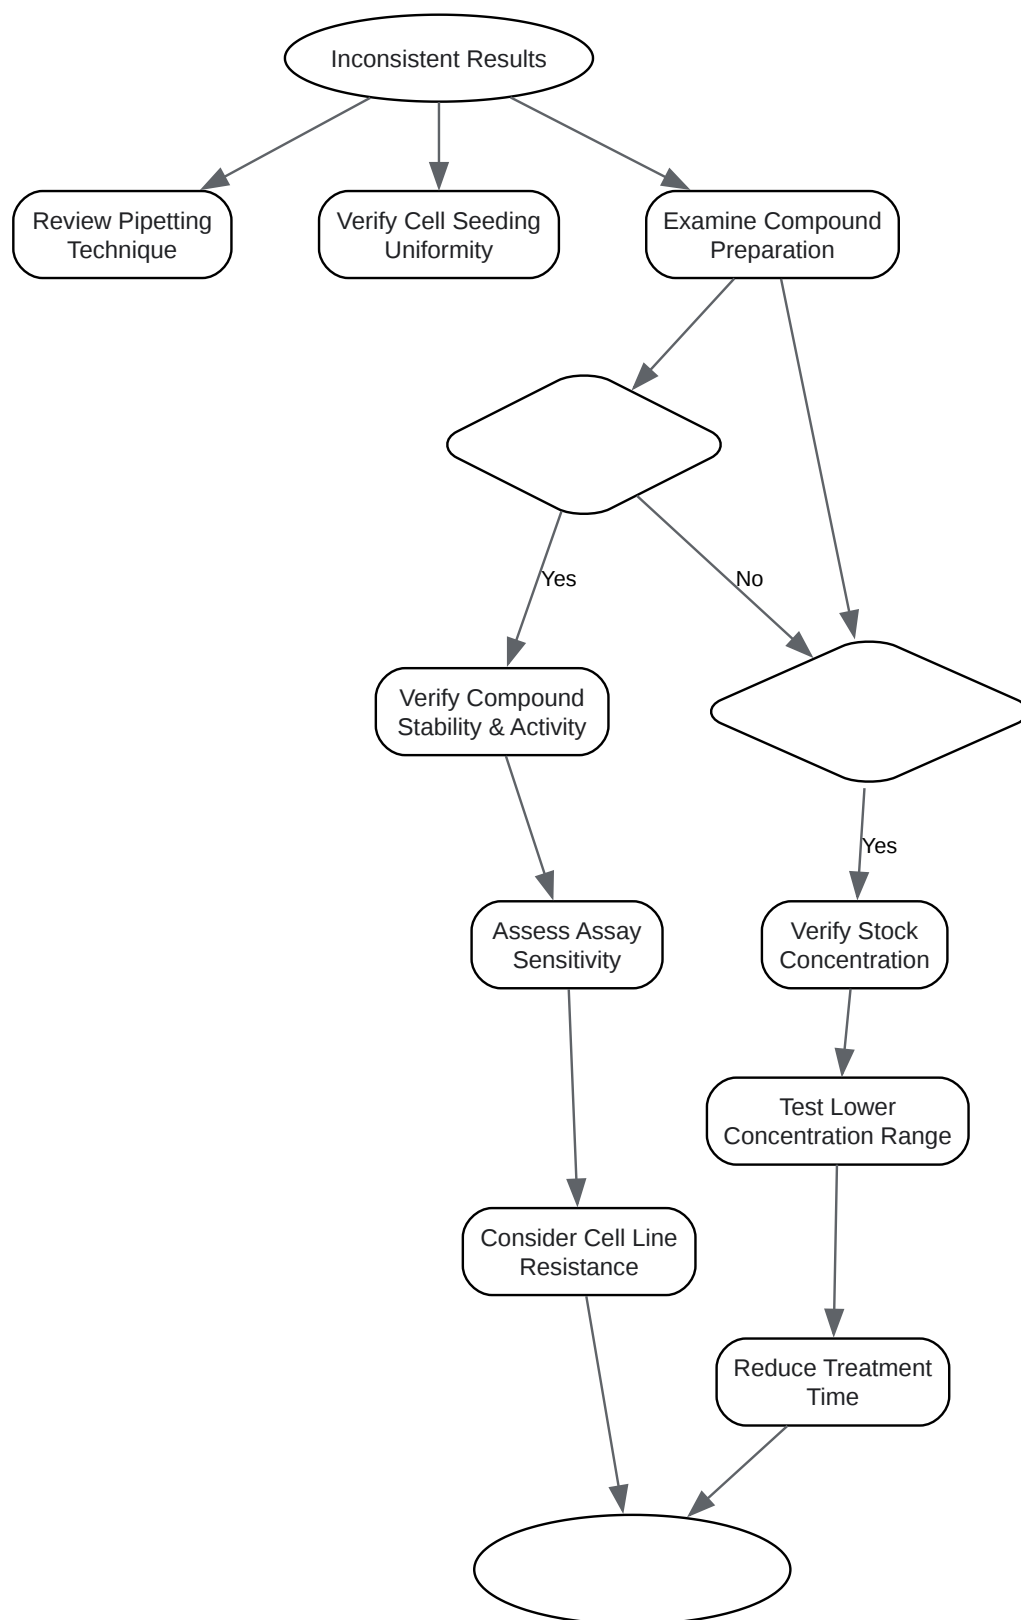 Inconsistent Results
Review Pipetting
Technique
Verify Cell Seeding
Uniformity
Examine Compound
Preparation
Yes
No
Verify Compound
Stability & Activity
Yes
Assess Assay
Sensitivity
Verify Stock
Concentration
Test Lower
Concentration Range
Consider Cell Line
Resistance
Reduce Treatment
Time